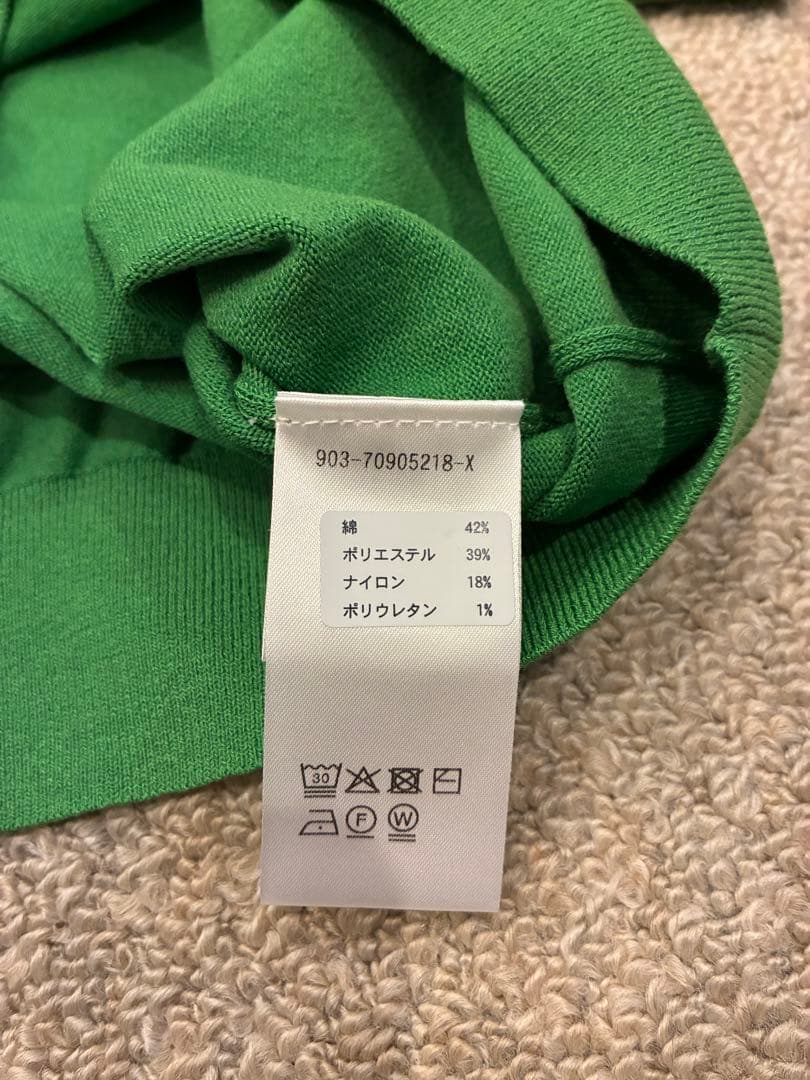 903-70905218-X
綿 42%
ポリエステル 39%
ナイロン 18%
ポリウレタン 1%
30
F W